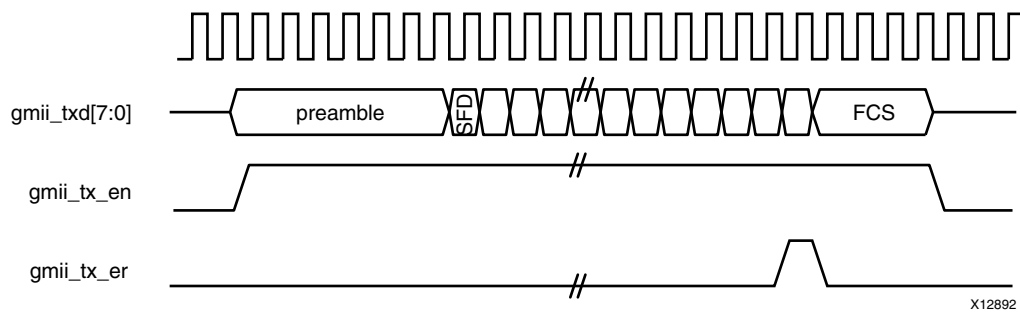 gmii_txd[7:0]
preamble
SFD
FCS
gmii_tx_en
gmii_tx_er
X12892